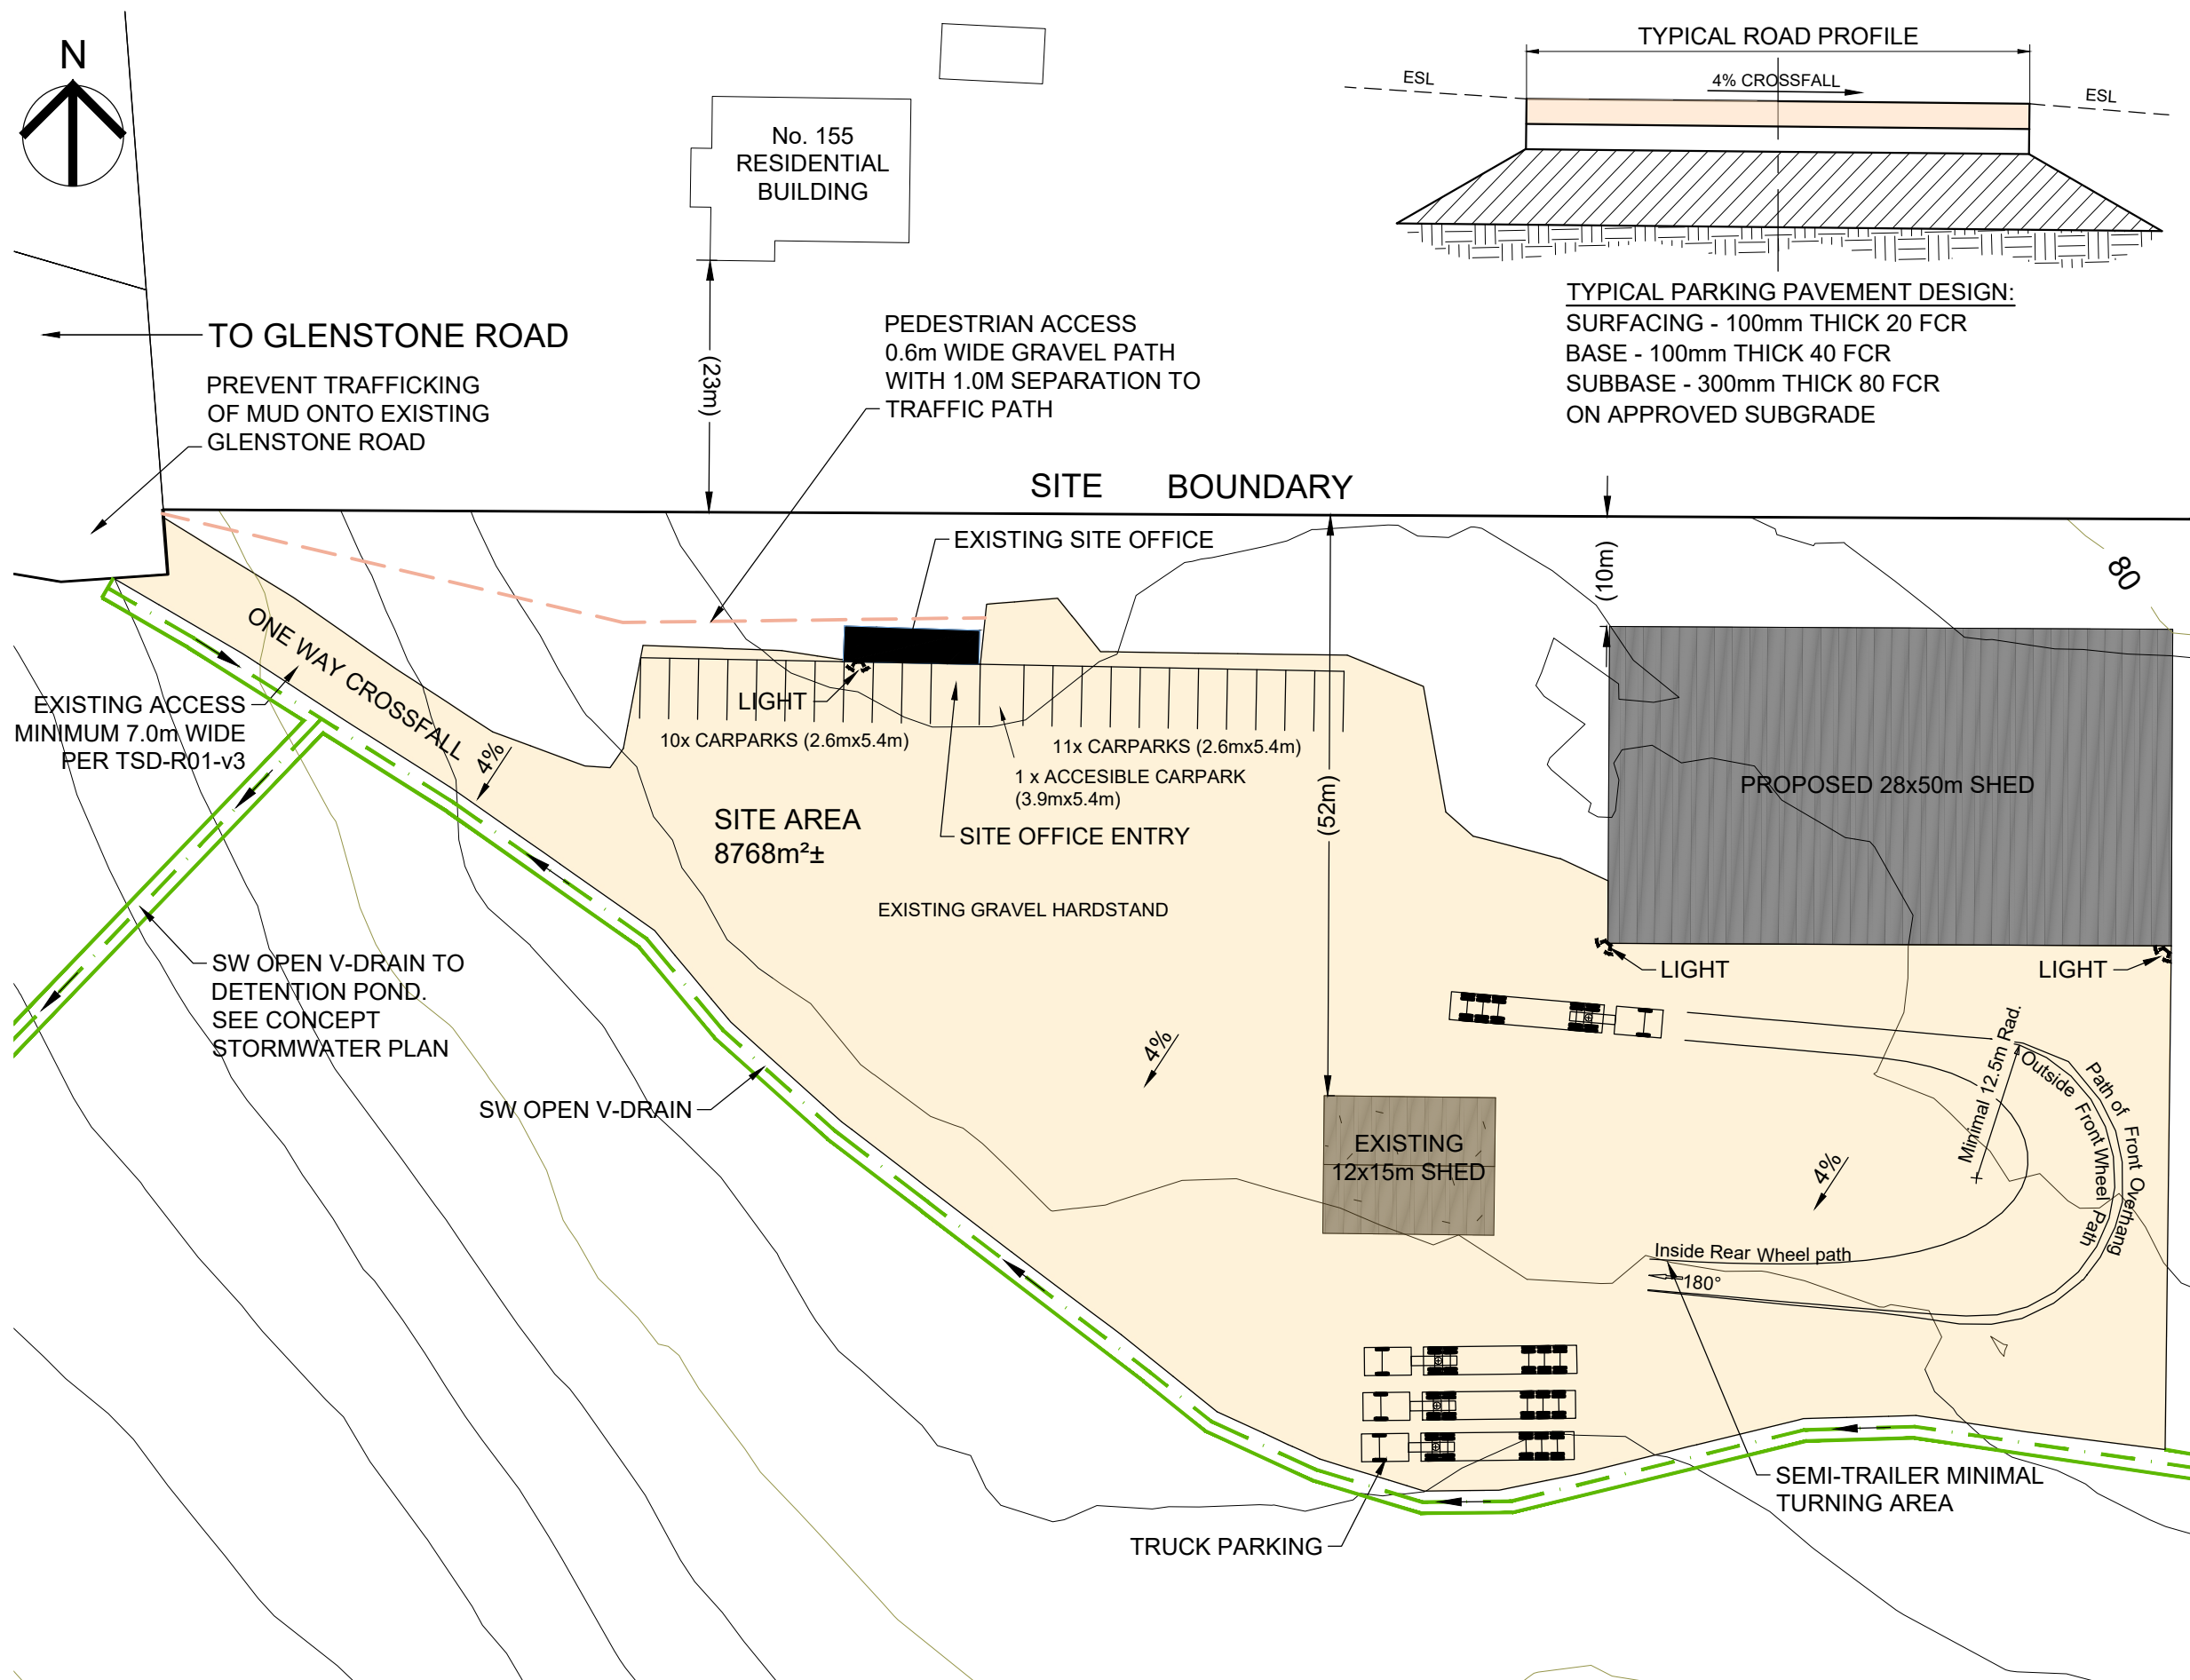 N
TYPICAL ROAD PROFILE
ESL
4% CROSSFALL
ESL
No. 155
RESIDENTIAL
BUILDING
TYPICAL PARKING PAVEMENT DESIGN:
SURFACING - 100mm THICK 20 FCR
BASE - 100mm THICK 40 FCR
SUBBASE - 300mm THICK 80 FCR
ON APPROVED SUBGRADE
TO GLENSTONE ROAD
PREVENT TRAFFICKING
OF MUD ONTO EXISTING
GLENSTONE ROAD
(23m)
PEDESTRIAN ACCESS
0.6m WIDE GRAVEL PATH
WITH 1.0M SEPARATION TO
TRAFFIC PATH
SITE BOUNDARY
EXISTING SITE OFFICE
(10m)
80
ONE WAY CROSSFALL
4%
EXISTING ACCESS
MINIMUM 7.0m WIDE
PER TSD-R01-v3
LIGHT
10x CARPARKS (2.6mx5.4m)
11x CARPARKS (2.6mx5.4m)
1 x ACCESIBLE CARPARK
(3.9mx5.4m)
SITE OFFICE ENTRY
(52m)
PROPOSED 28x50m SHED
SITE AREA
8768m²±
EXISTING GRAVEL HARDSTAND
LIGHT
LIGHT
SW OPEN V-DRAIN TO
DETENTION POND.
SEE CONCEPT
STORMWATER PLAN
SW OPEN V-DRAIN
4%
EXISTING
12x15m SHED
Minimal 12.5m Rad.
Outside Front Wheel Path
Path of Front Overhang
4%
Inside Rear Wheel path
180°
SEMI-TRAILER MINIMAL
TURNING AREA
TRUCK PARKING